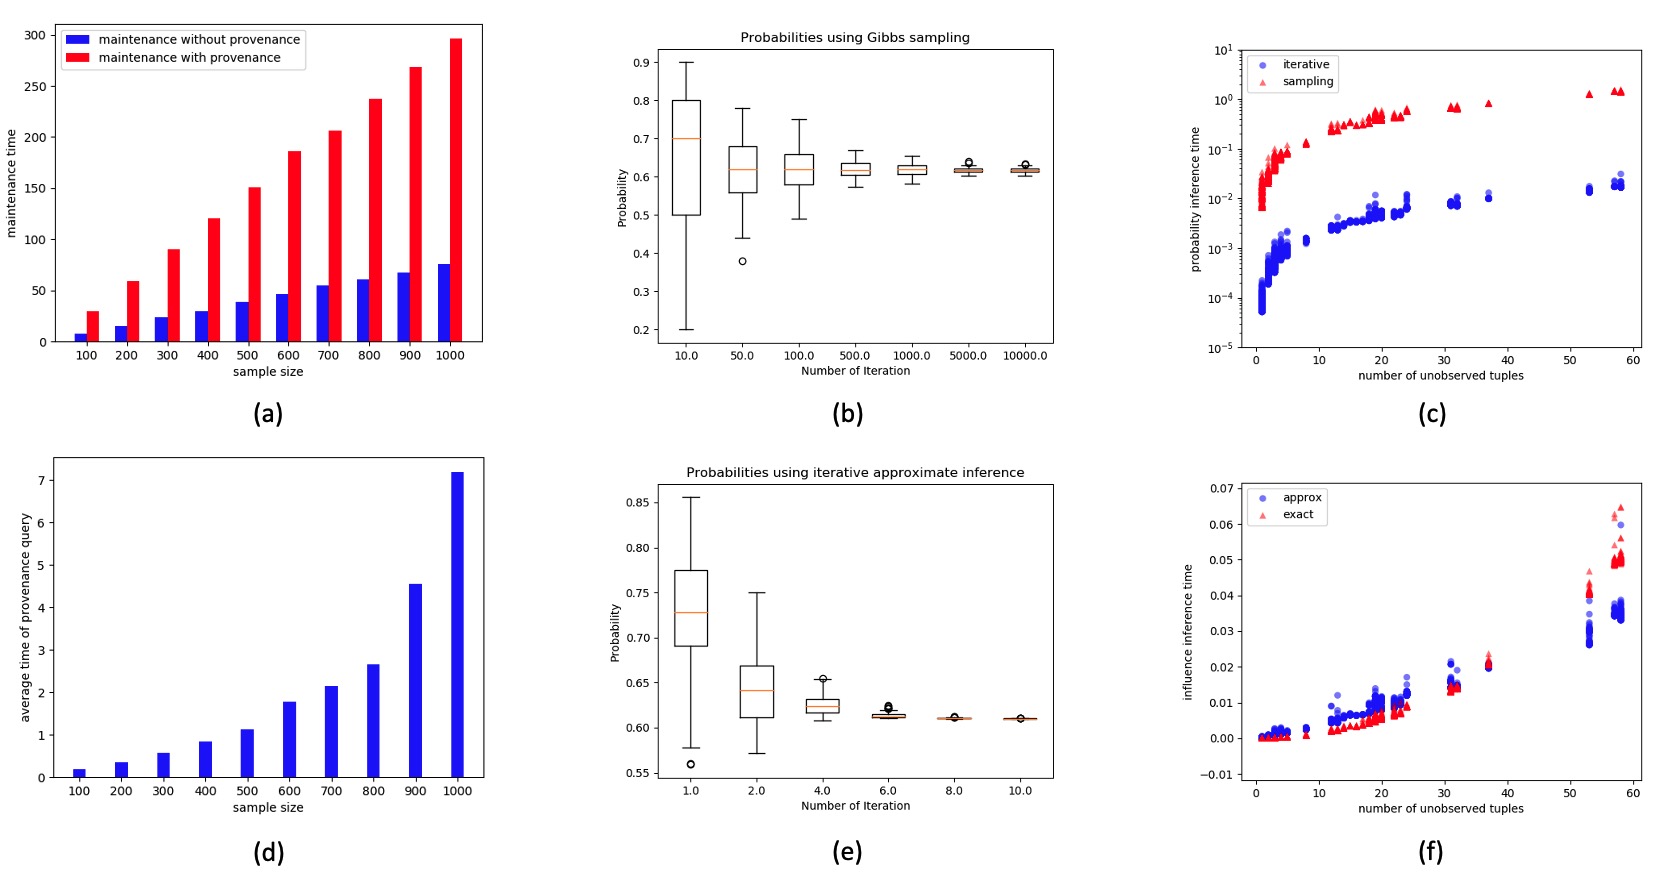 maintenance time
300
250
200
150
100
50
0
maintenance without provenance
maintenance with provenance
100 200 300 400 500 600 700 800 900 1000
sample size
(a)
Probabilities using Gibbs sampling
Probability
0.9
0.8
0.7
0.6
0.5
0.4
0.3
0.2
10.0 50.0 100.0 500.0 1000.0 5000.0 10000.0
Number of Iteration
(b)
probability inference time
10^1
10^0
10^-1
10^-2
10^-3
10^-4
10^-5
iterative
sampling
0 10 20 30 40 50 60
number of unobserved tuples
(c)
average time of provenance query
7
6
5
4
3
2
1
0
100 200 300 400 500 600 700 800 900 1000
sample size
(d)
Probabilities using iterative approximate inference
Probability
0.85
0.80
0.75
0.70
0.65
0.60
0.55
1.0 2.0 4.0 6.0 8.0 10.0
Number of Iteration
(e)
influence inference time
0.07
0.06
0.05
0.04
0.03
0.02
0.01
0.00
−0.01
approx
exact
0 10 20 30 40 50 60
number of unobserved tuples
(f)